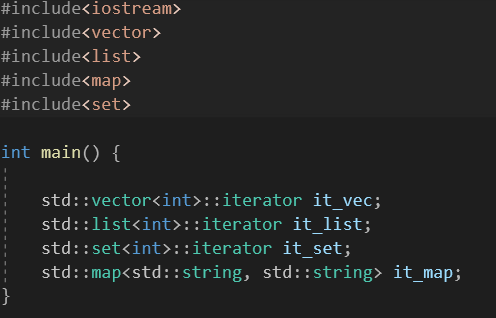 #include<iostream>
#include<vector>
#include<list>
#include<map>
#include<set>
int main() {
std::vector<int>::iterator it_vec;
std::list<int>::iterator it_list;
std::set<int>::iterator it_set;
std::map<std::string, std::string> it_map;
}